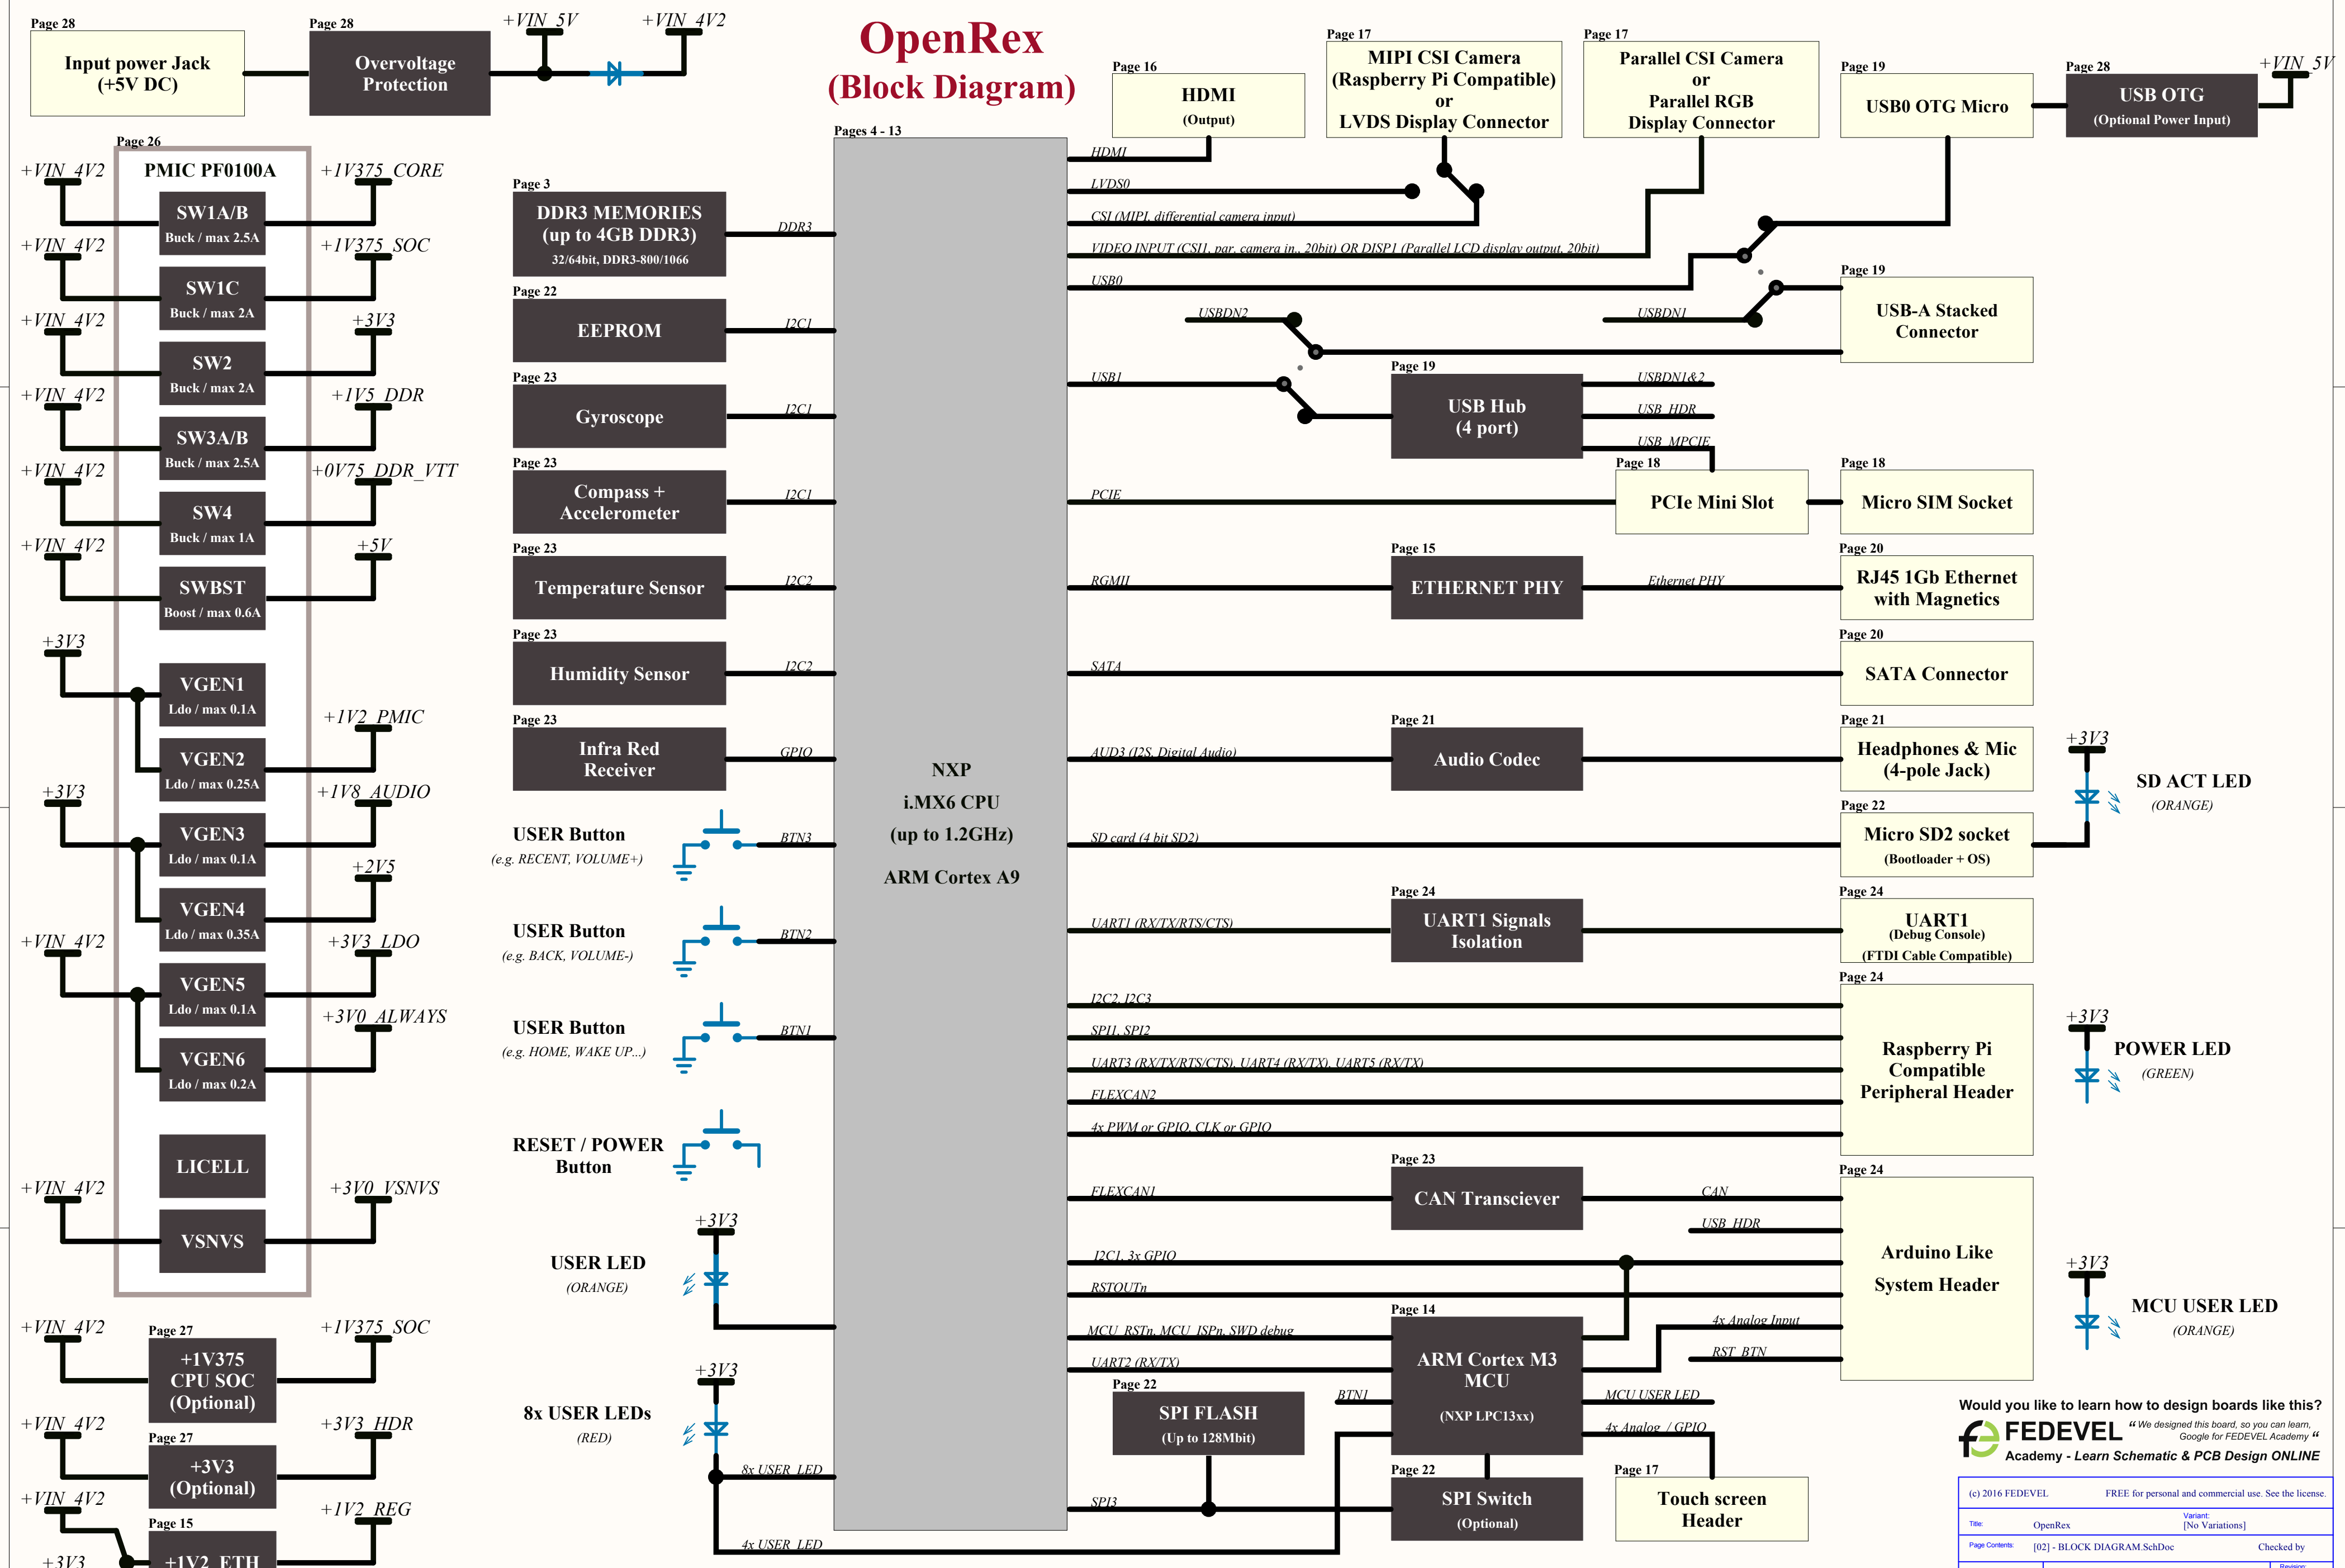 OpenRex
(Block Diagram)
Page 28
Input power Jack
(+5V DC)
Page 28
Overvoltage
Protection
+VIN_5V
+VIN_4V2
Page 26
PMIC PF0100A
+VIN_4V2
SW1A/B
Buck / max 2.5A
+1V375_CORE
+VIN_4V2
SW1C
Buck / max 2A
+1V375_SOC
+VIN_4V2
SW2
Buck / max 2A
+3V3
+VIN_4V2
SW3A/B
Buck / max 2.5A
+1V5_DDR
+VIN_4V2
SW4
Buck / max 1A
+0V75_DDR_VTT
+VIN_4V2
SWBST
Boost / max 0.6A
+5V
+3V3
VGEN1
Ldo / max 0.1A
VGEN2
Ldo / max 0.25A
+1V2_PMIC
+3V3
VGEN3
Ldo / max 0.1A
+1V8_AUDIO
VGEN4
Ldo / max 0.35A
+2V5
+VIN_4V2
VGEN5
Ldo / max 0.1A
+3V3_LDO
VGEN6
Ldo / max 0.2A
+3V0_ALWAYS
LICELL
+VIN_4V2
VSNVS
+3V0_VSNVS
+VIN_4V2
Page 27
+1V375
CPU SOC
(Optional)
+1V375_SOC
+VIN_4V2
Page 27
+3V3
(Optional)
+3V3_HDR
+VIN_4V2
+3V3
Page 15
+1V2_ETH
+1V2_REG
Page 3
DDR3 MEMORIES
(up to 4GB DDR3)
32/64bit, DDR3-800/1066
DDR3
Page 22
EEPROM
I2C1
Page 23
Gyroscope
I2C1
Page 23
Compass +
Accelerometer
I2C1
Page 23
Temperature Sensor
I2C2
Page 23
Humidity Sensor
I2C2
Page 23
Infra Red
Receiver
GPIO
USER Button
(e.g. RECENT, VOLUME+)
BTN3
USER Button
(e.g. BACK, VOLUME-)
BTN2
USER Button
(e.g. HOME, WAKE UP...)
BTN1
RESET / POWER
Button
+3V3
USER LED
(ORANGE)
+3V3
8x USER LEDs
(RED)
8x USER_LED
4x USER_LED
Pages 4 - 13
NXP
i.MX6 CPU
(up to 1.2GHz)
ARM Cortex A9
Page 16
HDMI
(Output)
Page 17
MIPI CSI Camera
(Raspberry Pi Compatible)
or
LVDS Display Connector
Page 17
Parallel CSI Camera
or
Parallel RGB
Display Connector
Page 19
USB0 OTG Micro
Page 28
USB OTG
(Optional Power Input)
+VIN_5V
HDMI
LVDS0
CSI (MIPI, differential camera input)
VIDEO INPUT (CSI1, par. camera in., 20bit) OR DISP1 (Parallel LCD display output, 20bit)
USB0
USBDN2
USBDN1
Page 19
USB-A Stacked
Connector
USB1
Page 19
USB Hub
(4 port)
USBDN1&2
USB_HDR
USB_MPCIE
PCIE
Page 18
PCIe Mini Slot
Page 18
Micro SIM Socket
RGMII
Page 15
ETHERNET PHY
Ethernet PHY
Page 20
RJ45 1Gb Ethernet
with Magnetics
SATA
Page 20
SATA Connector
AUD3 (I2S, Digital Audio)
Page 21
Audio Codec
Page 21
Headphones & Mic
(4-pole Jack)
SD card (4 bit SD2)
Page 22
Micro SD2 socket
(Bootloader + OS)
+3V3
SD ACT LED
(ORANGE)
UART1 (RX/TX/RTS/CTS)
Page 24
UART1 Signals
Isolation
Page 24
UART1
(Debug Console)
(FTDI Cable Compatible)
I2C2, I2C3
SPI1, SPI2
UART3 (RX/TX/RTS/CTS), UART4 (RX/TX), UART5 (RX/TX)
FLEXCAN2
4x PWM or GPIO, CLK or GPIO
Page 24
Raspberry Pi
Compatible
Peripheral Header
+3V3
POWER LED
(GREEN)
FLEXCAN1
Page 23
CAN Transciever
CAN
USB_HDR
I2C1, 3x GPIO
RSTOUTn
Page 24
Arduino Like
System Header
4x Analog Input
RST_BTN
+3V3
MCU USER LED
(ORANGE)
MCU_RSTn, MCU_ISPn, SWD debug
UART2 (RX/TX)
BTN1
Page 14
ARM Cortex M3
MCU
(NXP LPC13xx)
MCU USER LED
4x Analog / GPIO
Page 22
SPI FLASH
(Up to 128Mbit)
SPI3
Page 22
SPI Switch
(Optional)
Page 17
Touch screen
Header
Would you like to learn how to design boards like this?
FEDEVEL
“ We designed this board, so you can learn,
Google for FEDEVEL Academy “
Academy - Learn Schematic & PCB Design ONLINE
(c) 2016 FEDEVEL FREE for personal and commercial use. See the license.
Title: OpenRex
Variant: [No Variations]
Page Contents: [02] - BLOCK DIAGRAM.SchDoc
Checked by
Revision: